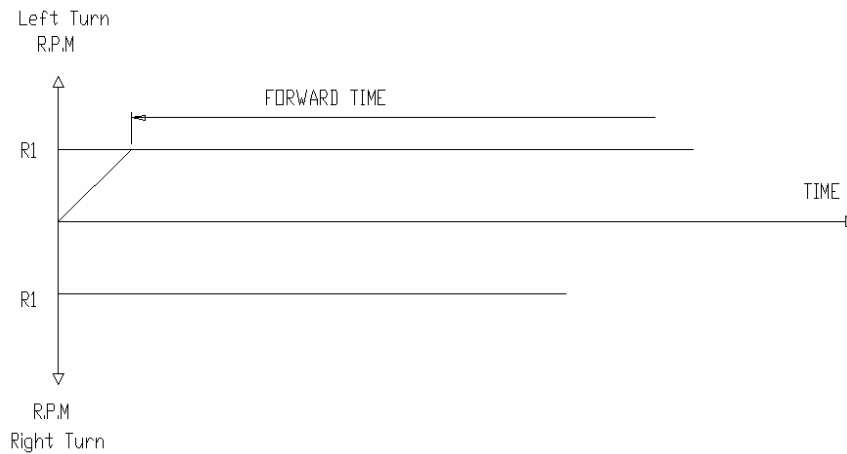 Left Turn
R.P.M
FORWARD TIME
R1
TIME
R1
R.P.M
Right Turn